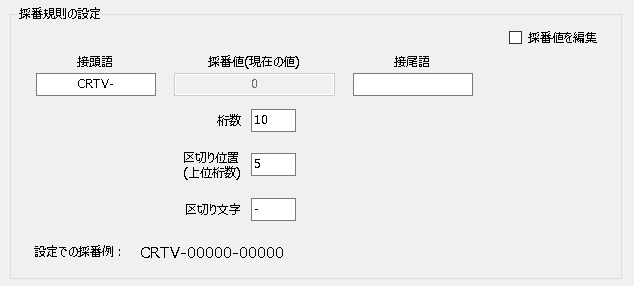 採番規則の設定
採番値を編集
接頭語 採番値(現在の値) 接尾語
CRTV- 0
桁数 10
区切り位置
(上位桁数) 5
区切り文字 -
設定での採番例： CRTV-00000-00000